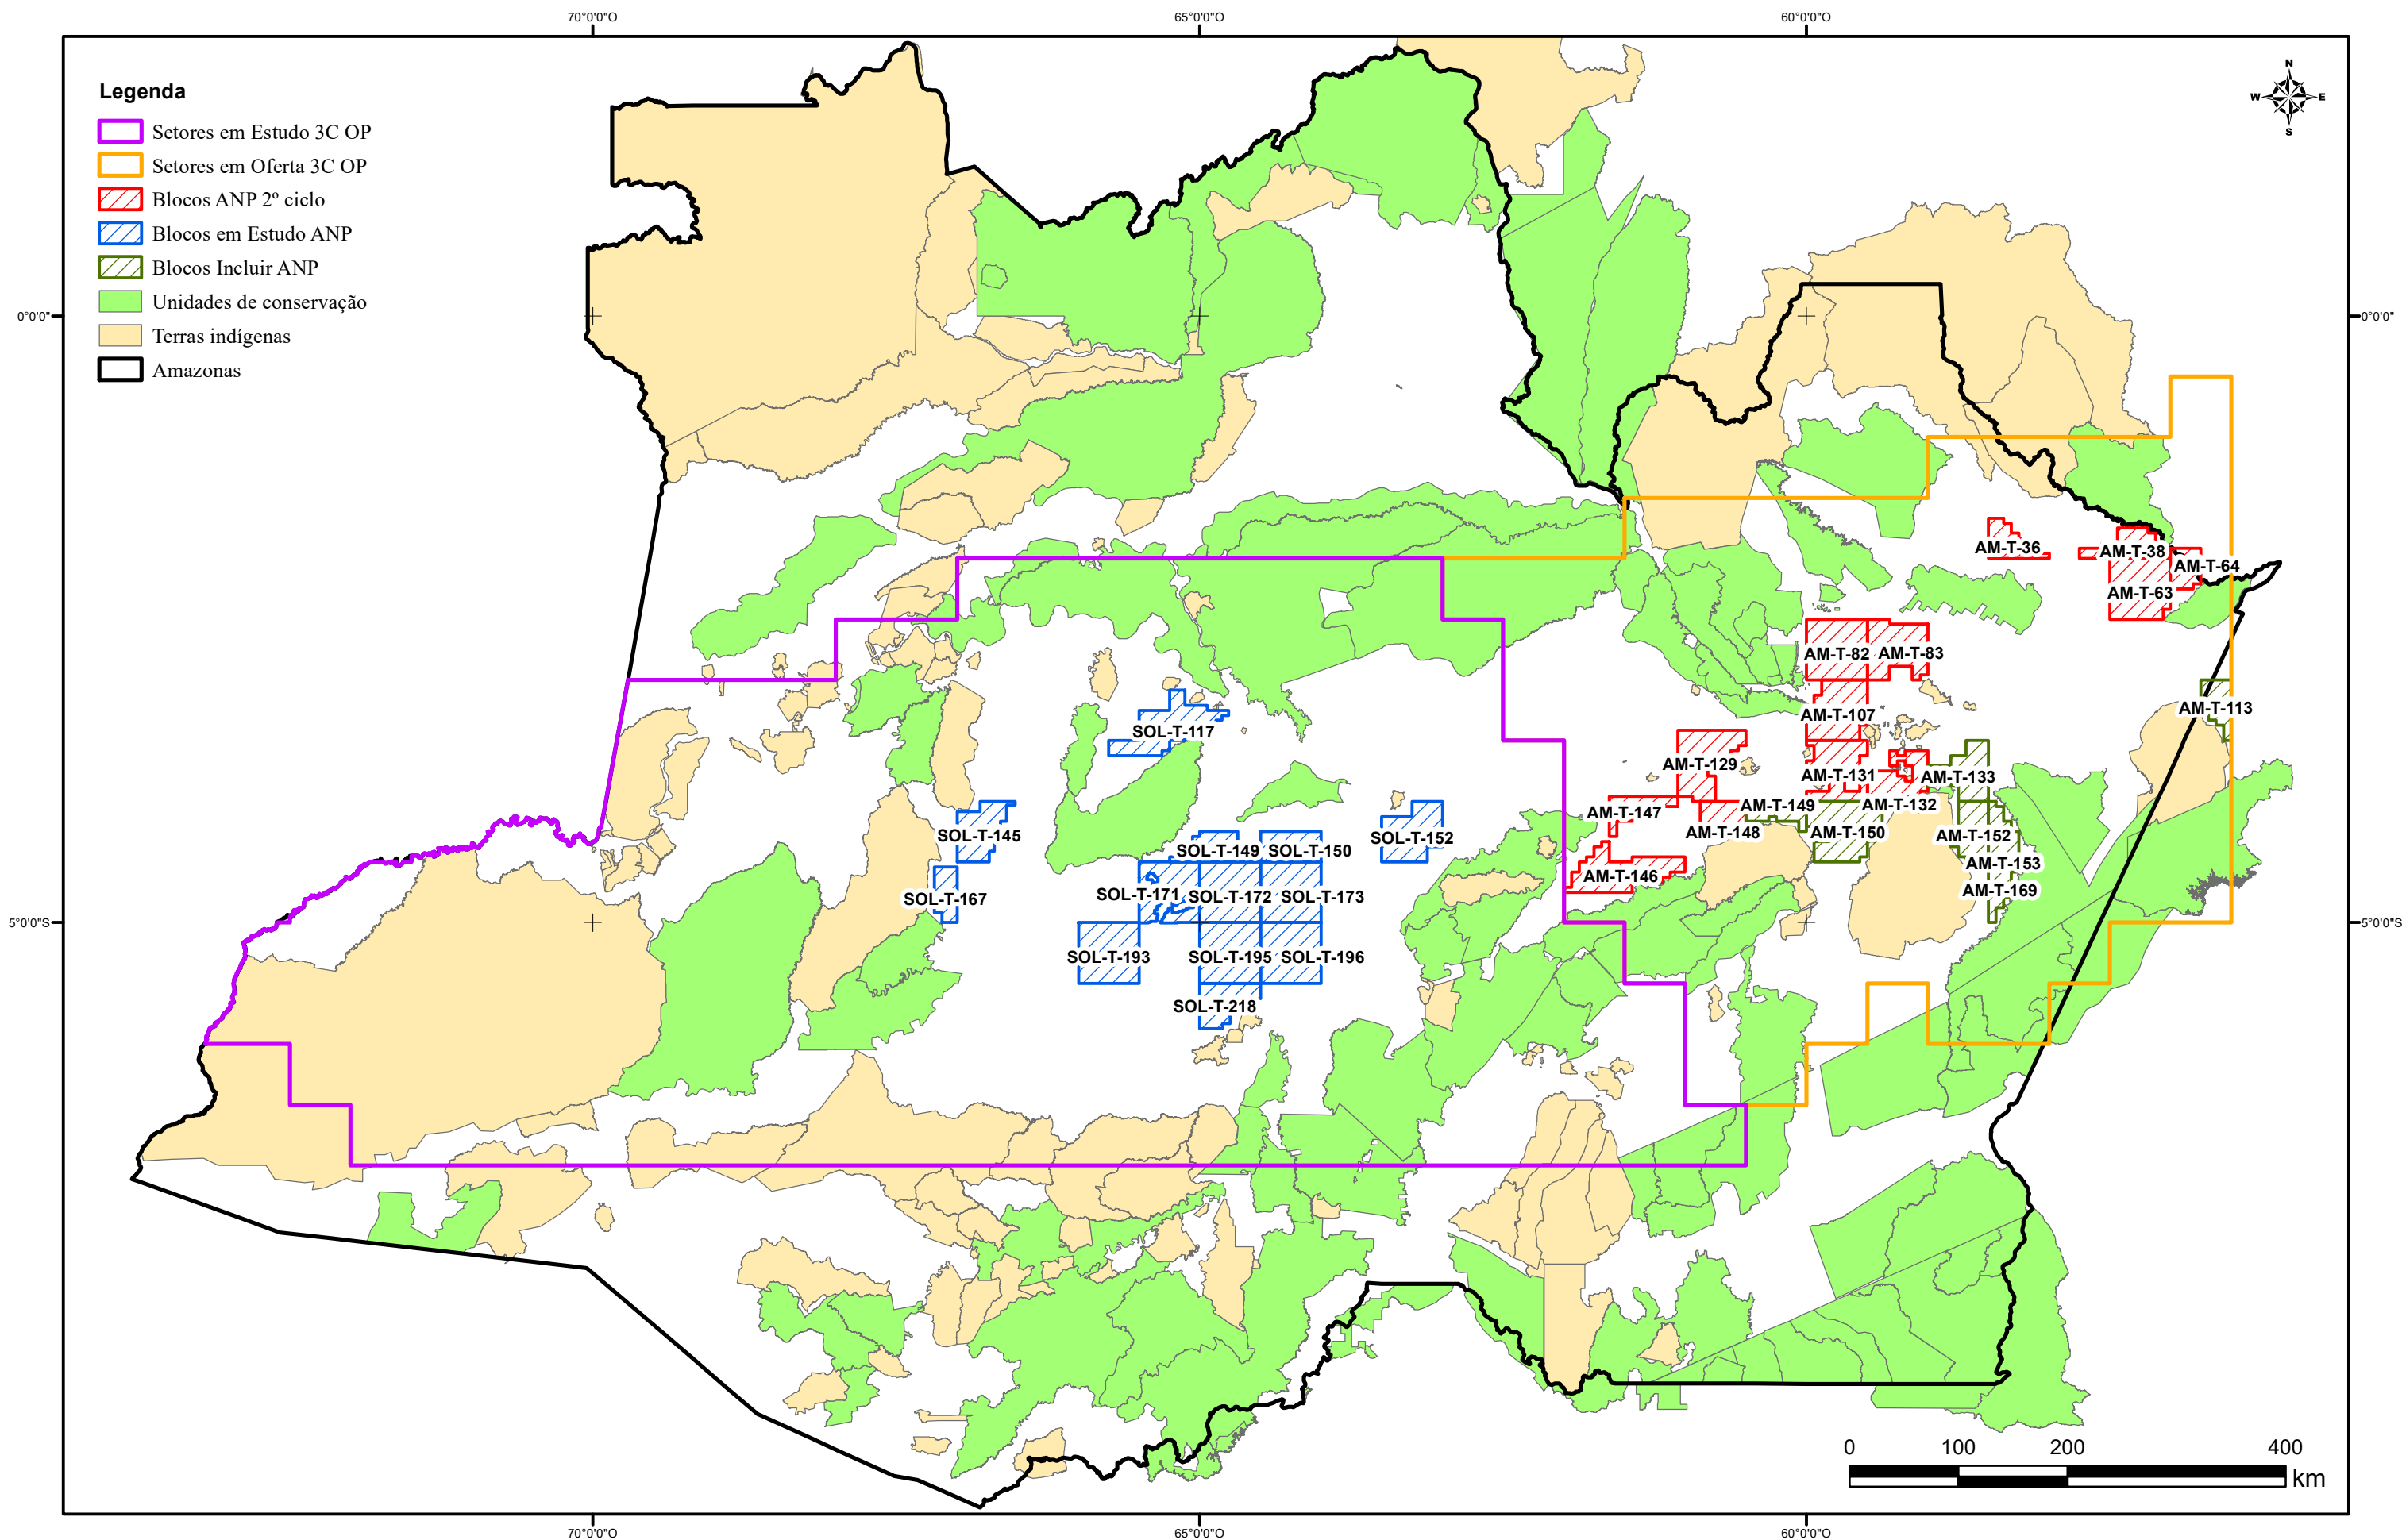 70°0'0"O
65°0'0"O
60°0'0"O
Legenda
Setores em Estudo 3C OP
Setores em Oferta 3C OP
Blocos ANP 2º ciclo
Blocos em Estudo ANP
Blocos Incluir ANP
Unidades de conservação
Terras indígenas
Amazonas
N
W
E
S
0°0'0"
0°0'0"
AM-T-36
AM-T-38
AM-T-64
AM-T-63
AM-T-82
AM-T-83
AM-T-107
AM-T-113
SOL-T-117
AM-T-129
AM-T-131
AM-T-133
AM-T-147
AM-T-149
AM-T-132
AM-T-148
AM-T-150
AM-T-152
SOL-T-145
SOL-T-149
SOL-T-150
SOL-T-152
AM-T-153
AM-T-146
AM-T-169
SOL-T-167
SOL-T-171
SOL-T-172
SOL-T-173
5°0'0"S
5°0'0"S
SOL-T-193
SOL-T-195
SOL-T-196
SOL-T-218
0
100
200
400
km
70°0'0"O
65°0'0"O
60°0'0"O